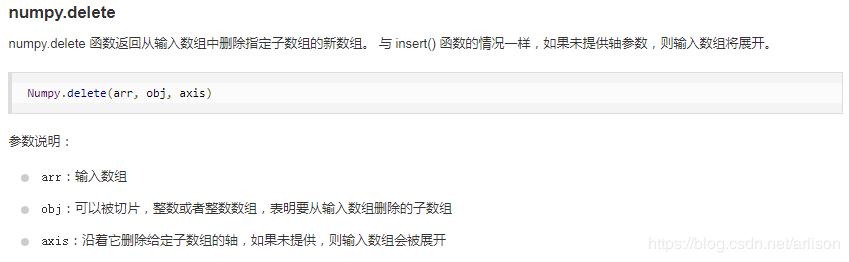 numpy.delete
numpy.delete 函数返回从输入数组中删除指定子数组的新数组。 与 insert() 函数的情况一样，如果未提供轴参数，则输入数组将展开。
Numpy.delete(arr, obj, axis)
参数说明：
arr：输入数组
obj：可以被切片，整数或者整数数组，表明要从输入数组删除的子数组
axis：沿着它删除给定子数组的轴，如果未提供，则输入数组会被展开
https://blog.csdn.net/arlison